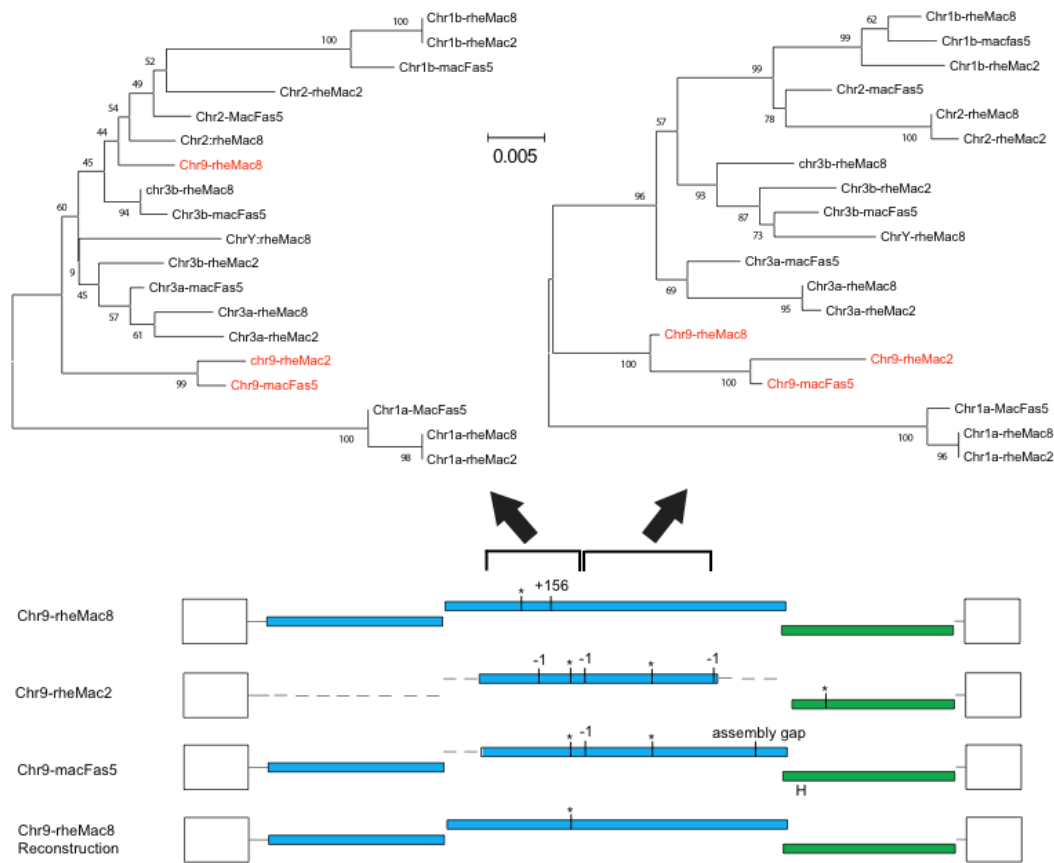 100
Chr1b-rheMac8
Chr1b-rheMac2
100
Chr1b-macFas5
52
Chr2-rheMac2
49
Chr2-MacFas5
54
Chr2:rheMac8
44
Chr9-rheMac8
45
chr3b-rheMac8
94
Chr3b-macFas5
60
ChrY:rheMac8
9
Chr3b-rheMac2
45
Chr3a-macFas5
57
Chr3a-rheMac8
61
Chr3a-rheMac2
chr9-rheMac2
99
Chr9-macFas5
Chr1a-MacFas5
100
Chr1a-rheMac8
98
Chr1a-rheMac2
0.005
62
Chr1b-rheMac8
99
Chr1b-macfas5
Chr1b-rheMac2
99
Chr2-macFas5
78
Chr2-rheMac8
100
Chr2-rheMac2
57
chr3b-rheMac8
93
Chr3b-rheMac2
87
Chr3b-macFas5
73
ChrY-rheMac8
96
Chr3a-macFas5
69
Chr3a-rheMac8
95
Chr3a-rheMac2
Chr9-rheMac8
100
Chr9-rheMac2
100
Chr9-macFas5
Chr1a-MacFas5
100
Chr1a-rheMac8
96
Chr1a-rheMac2
Chr9-rheMac8
* +156
Chr9-rheMac2
-1 * -1 * -1
*
Chr9-macFas5
* -1 * assembly gap
H
Chr9-rheMac8
Reconstruction
*